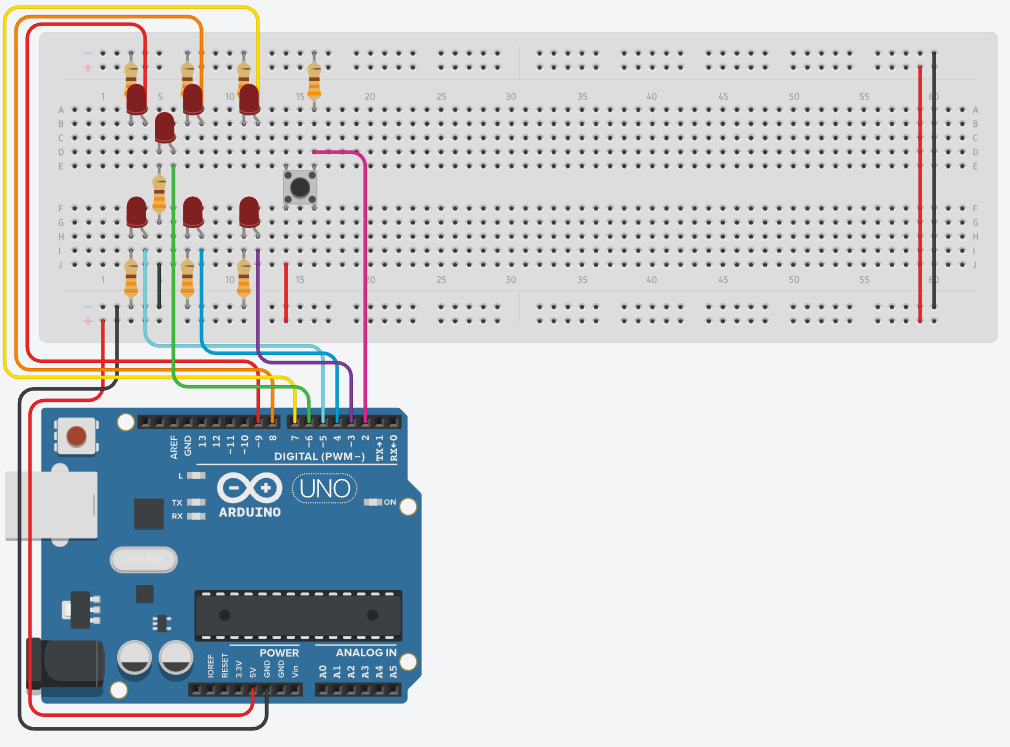 − −
+ +
1 5 10 15 20 25 30 35 40 45 50 55 60
A A
B B
C C
D D
E E
F F
G G
H H
I I
J J
1 5 10 15 20 25 30 35 40 45 50 55 60
− −
+ +
AREF GND 13 12 ~11 ~10 ~9 8 7 ~6 ~5 4 ~3 2 TX→1 RX←0
DIGITAL (PWM~)
L
TX
RX
ARDUINO
UNO
ON
POWER
ANALOG IN
IOREF RESET 3.3V 5V GND GND Vin A0 A1 A2 A3 A4 A5